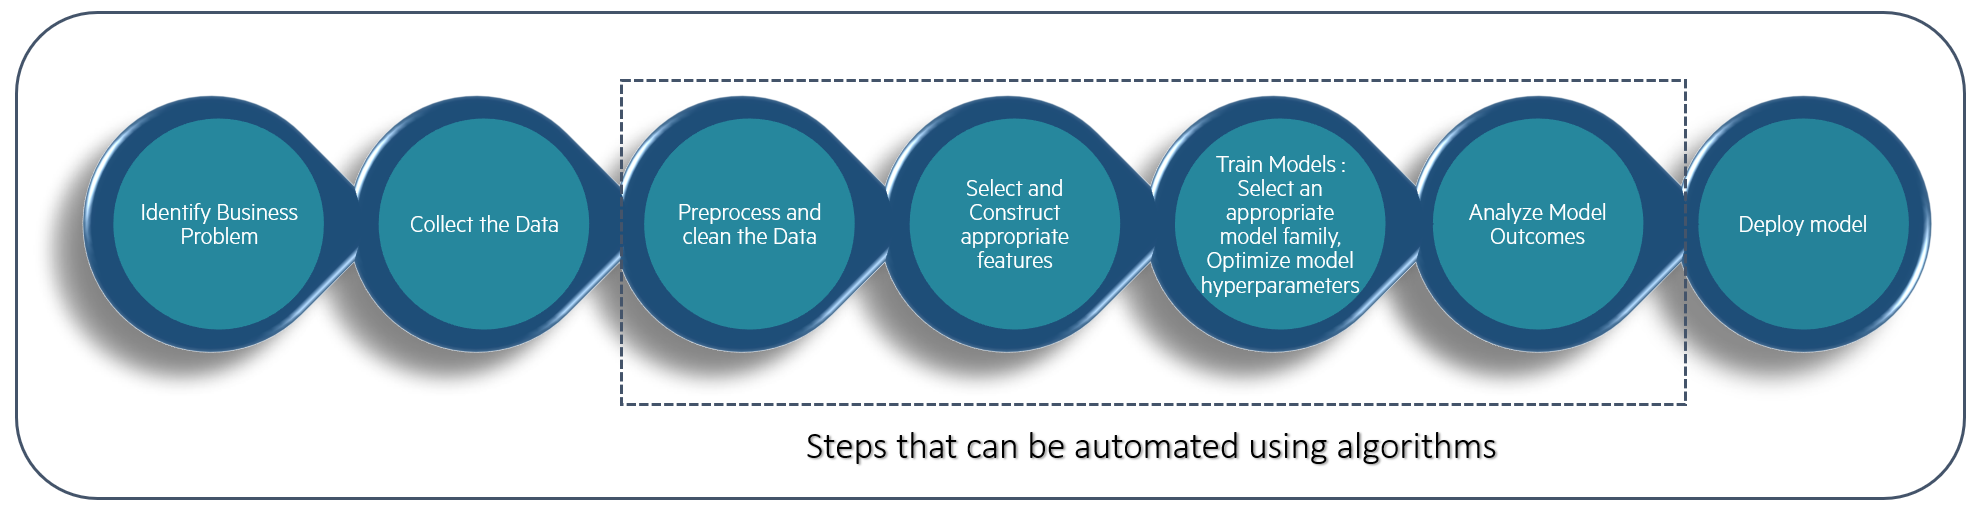 Identify Business
Problem
Collect the Data
Preprocess and
clean the Data
Select and
Construct
appropriate
features
Train Models :
Select an
appropriate
model family,
Optimize model
hyperparameters
Analyze Model
Outcomes
Deploy model
Steps that can be automated using algorithms